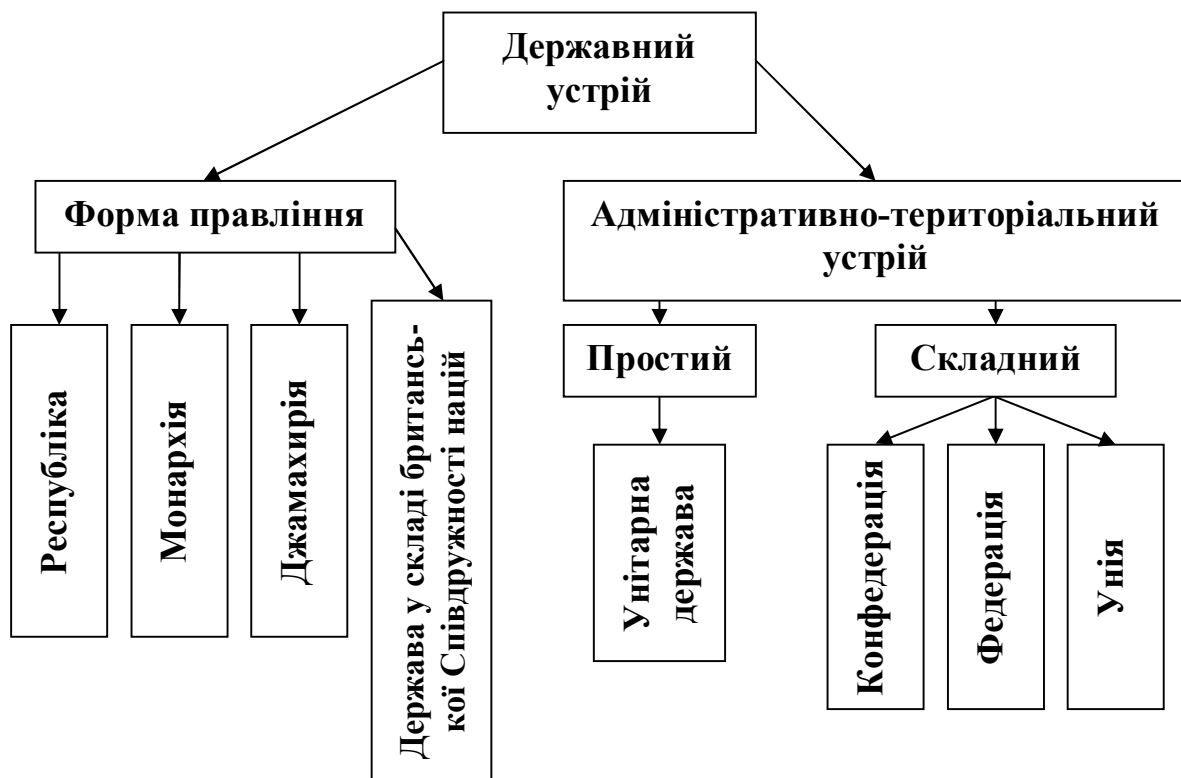 Державний
устрій
Форма правління
Адміністративно-територіальний
устрій
Республіка
Монархія
Джамахирія
Держава у складі британсь-
кої Співдружності націй
Простий
Складний
Унітарна
держава
Конфедерація
Федерація
Унія